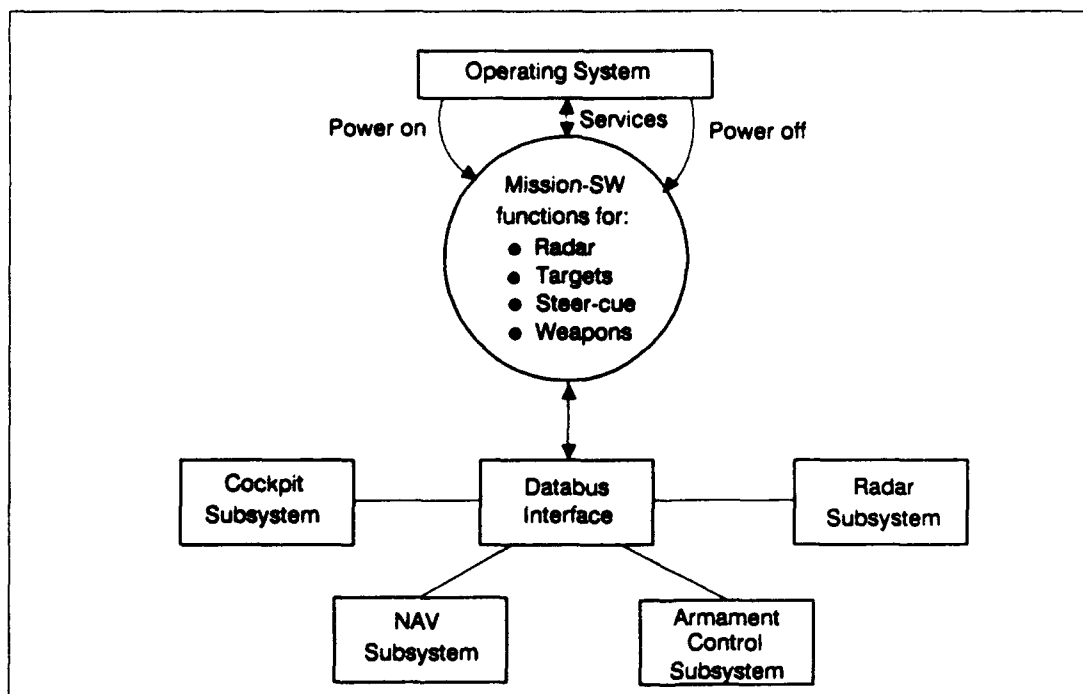 Operating System
Power on
Services
Power off
Mission-SW
functions for:
● Radar
● Targets
● Steer-cue
● Weapons
Cockpit
Subsystem
Databus
Interface
Radar
Subsystem
NAV
Subsystem
Armament
Control
Subsystem